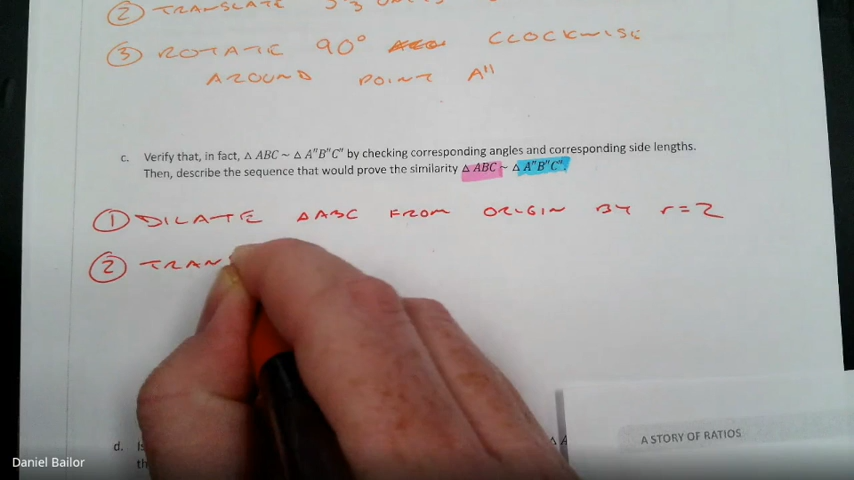 ② TRANSLATE
③ ROTATE 90° CLOCKWISE
AROUND POINT A"
c. Verify that, in fact, △ ABC ~ △ A"B"C" by checking corresponding angles and corresponding side lengths.
Then, describe the sequence that would prove the similarity △ ABC ~ △ A"B"C".
① DILATE △ABC FROM ORIGIN BY r=2
② TRANS
d.
A STORY OF RATIOS
Daniel Bailor